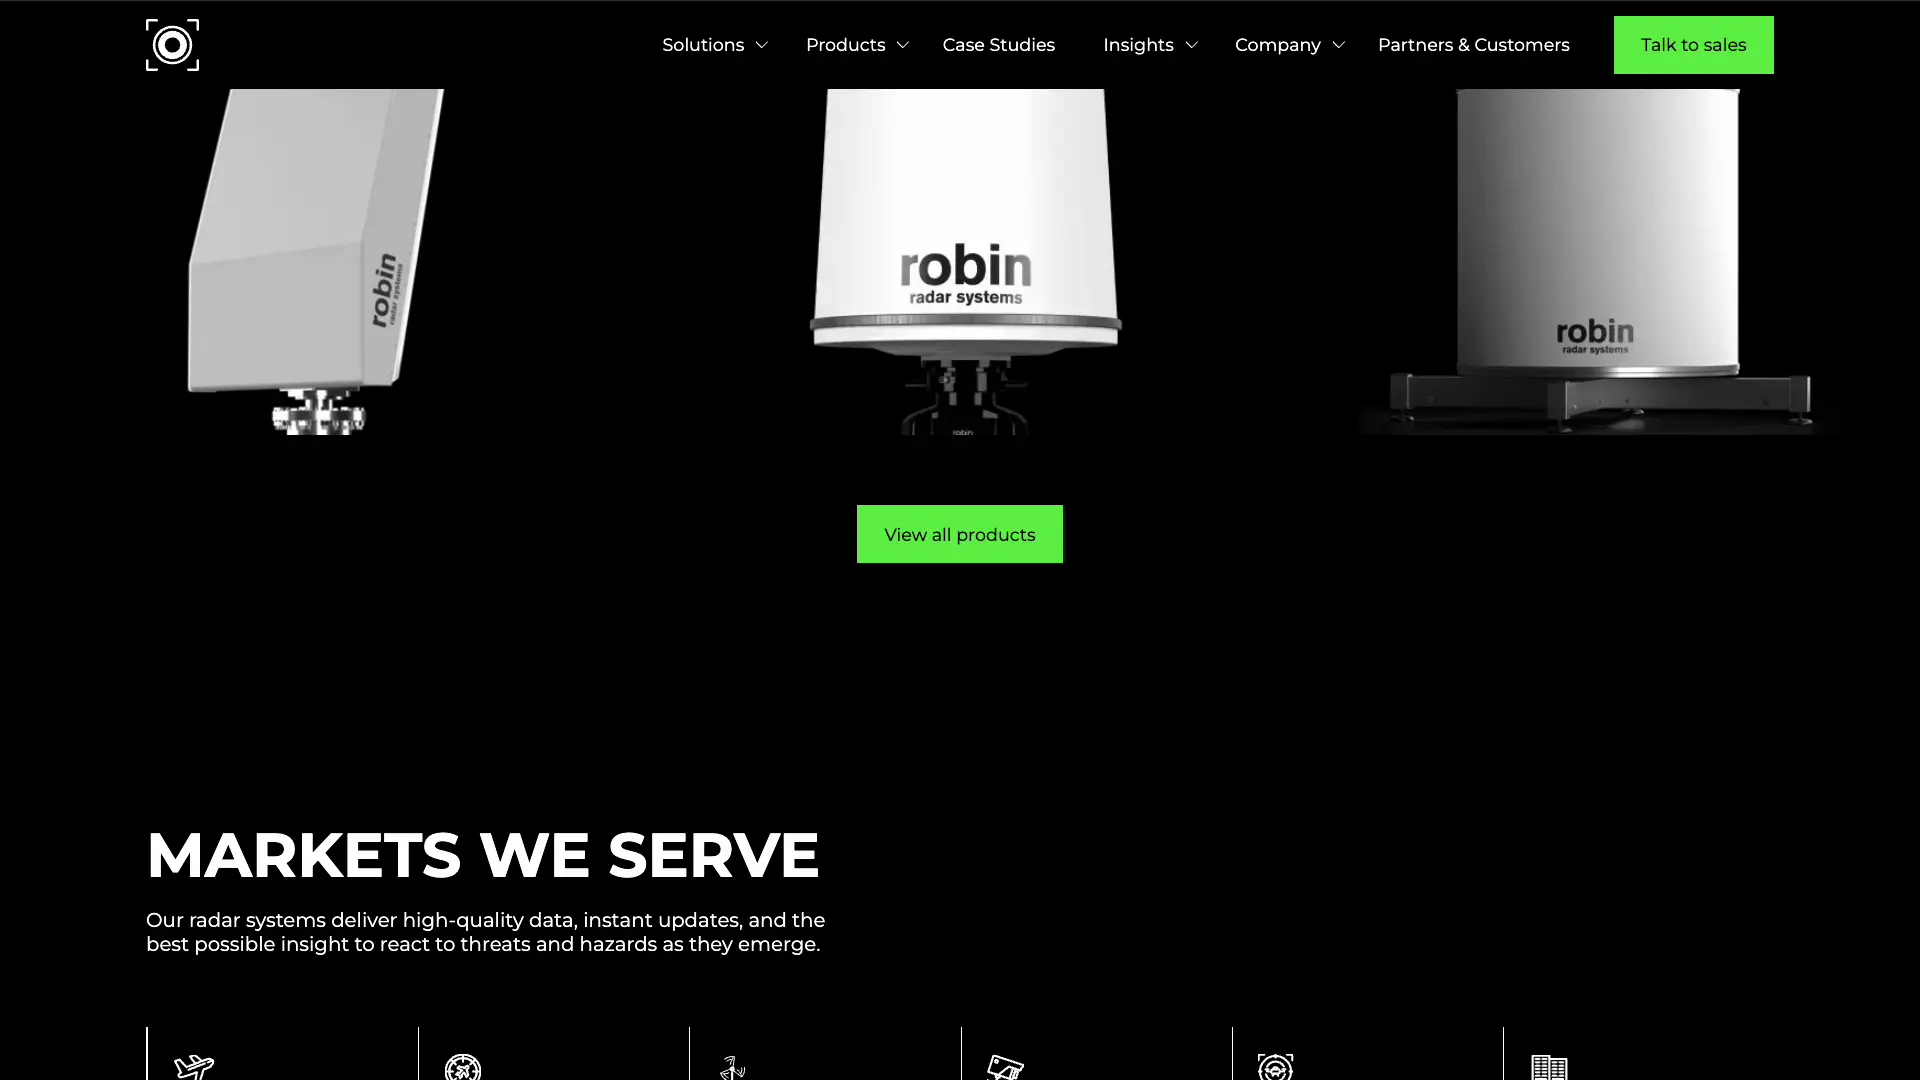 Solutions
Products
Case Studies
Insights
Company
Partners & Customers
Talk to sales
robin
radar systems
robin
radar systems
robin
radar systems
robin
View all products
MARKETS WE SERVE
Our radar systems deliver high-quality data, instant updates, and the
best possible insight to react to threats and hazards as they emerge.